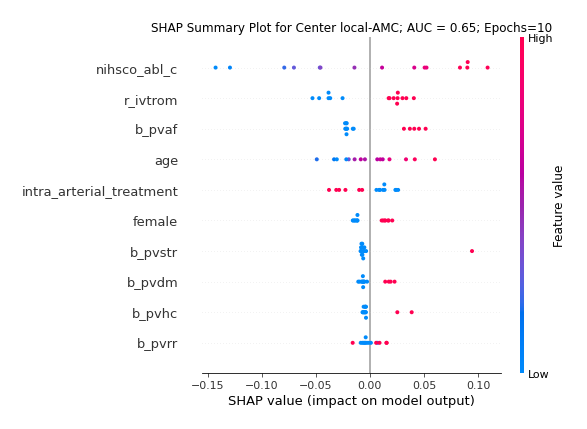 SHAP Summary Plot for Center local-AMC; AUC = 0.65; Epochs=10
High
nihsco_abl_c
r_ivtrom
b_pvaf
age
intra_arterial_treatment
female
b_pvstr
b_pvdm
b_pvhc
b_pvrr
Feature value
Low
−0.15 −0.10 −0.05 0.00 0.05 0.10
SHAP value (impact on model output)